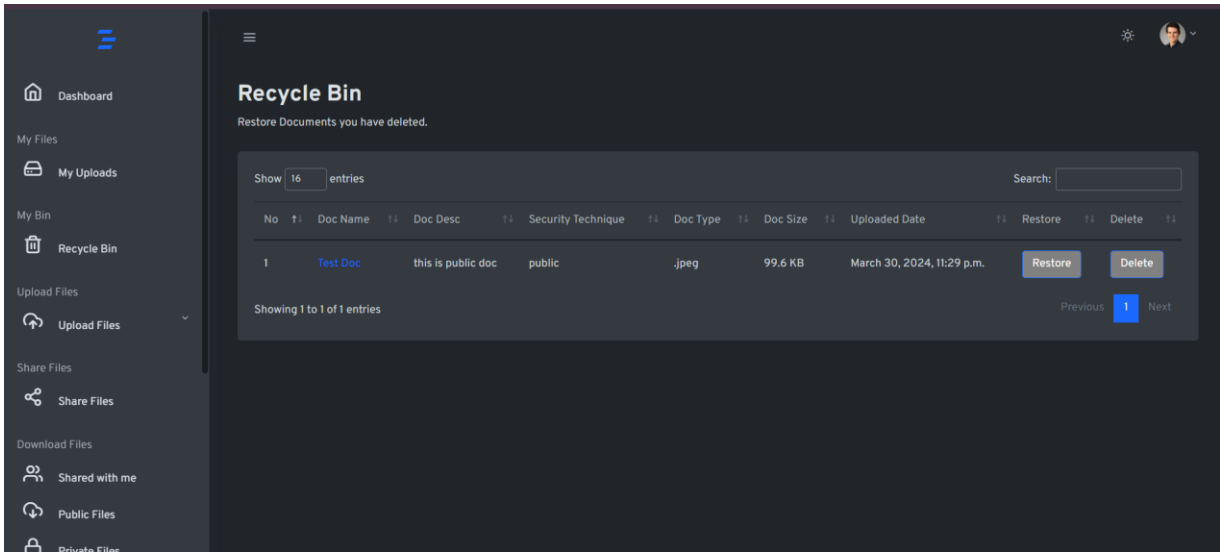 Dashboard
My Files
My Uploads
My Bin
Recycle Bin
Upload Files
Upload Files
Share Files
Share Files
Download Files
Shared with me
Public Files
Private Files
Recycle Bin
Restore Documents you have deleted.
Show 16 entries
Search:
No Doc Name Doc Desc Security Technique Doc Type Doc Size Uploaded Date Restore Delete
1 Test Doc this is public doc public .jpeg 99.6 KB March 30, 2024, 11:29 p.m. Restore Delete
Showing 1 to 1 of 1 entries
Previous 1 Next